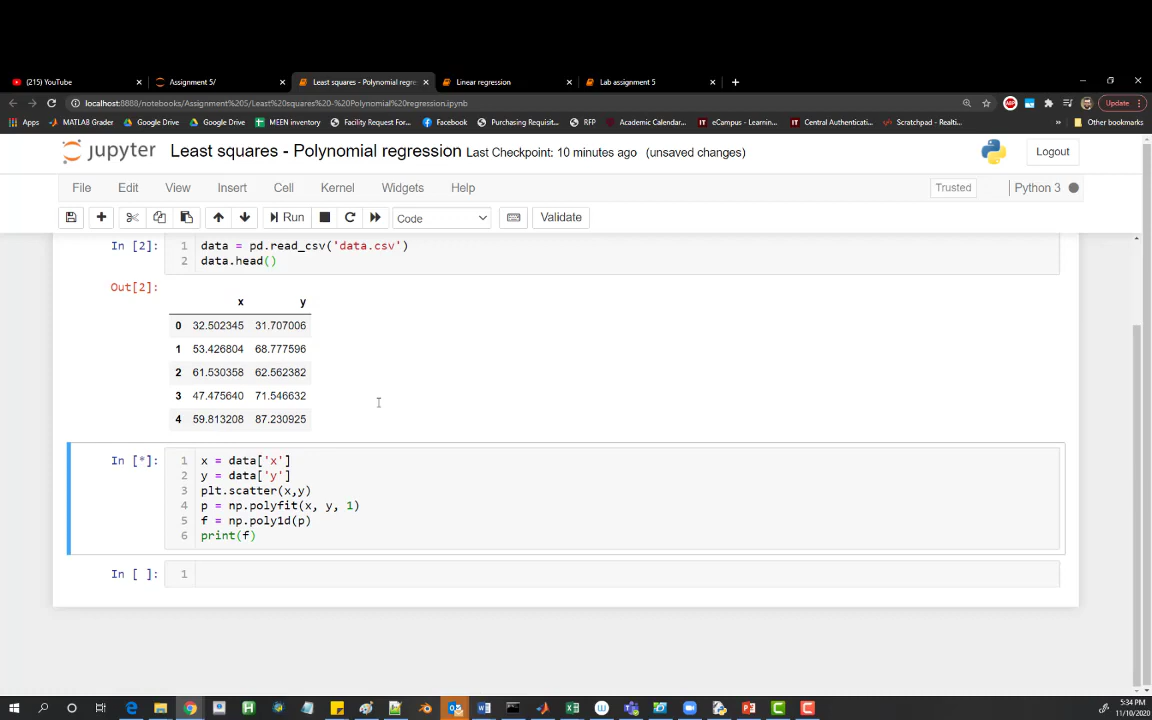 (215) YouTube
Assignment 5/
Least squares - Polynomial regre
Linear regression
Lab assignment 5
localhost:8888/notebooks/Assignment%205/Least%20squares%20-%20Polynomial%20regression.ipynb
Update
Apps
MATLAB Grader
Google Drive
Google Drive
MEEN inventory
Facility Request For...
Facebook
Purchasing Requisit...
RFP
Academic Calendar...
eCampus - Learnin...
Central Authenticati...
Scratchpad - Realti...
Other bookmarks
jupyter
Least squares - Polynomial regression Last Checkpoint: 10 minutes ago (unsaved changes)
Logout
File Edit View Insert Cell Kernel Widgets Help
Trusted
Python 3
Run
Code
Validate
In [2]:
1 data = pd.read_csv('data.csv')
2 data.head()
Out[2]:
x y
0 32.502345 31.707006
1 53.426804 68.777596
2 61.530358 62.562382
3 47.475640 71.546632
4 59.813208 87.230925
In [*]:
1 x = data['x']
2 y = data['y']
3 plt.scatter(x,y)
4 p = np.polyfit(x, y, 1)
5 f = np.poly1d(p)
6 print(f)
In [ ]:
1
5:34 PM
11/10/2020